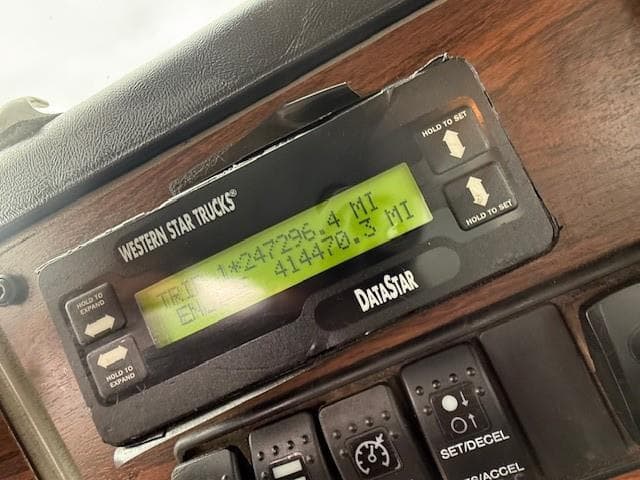 HOLD TO SET
WESTERN STAR TRUCKS®
TRIP 1*247296.4 MI
414470.3 MI
HOLD TO SET
HOLD TO
EXPAND
DATASTAR
HOLD TO
EXPAND
SET/DECEL
/ACCEL